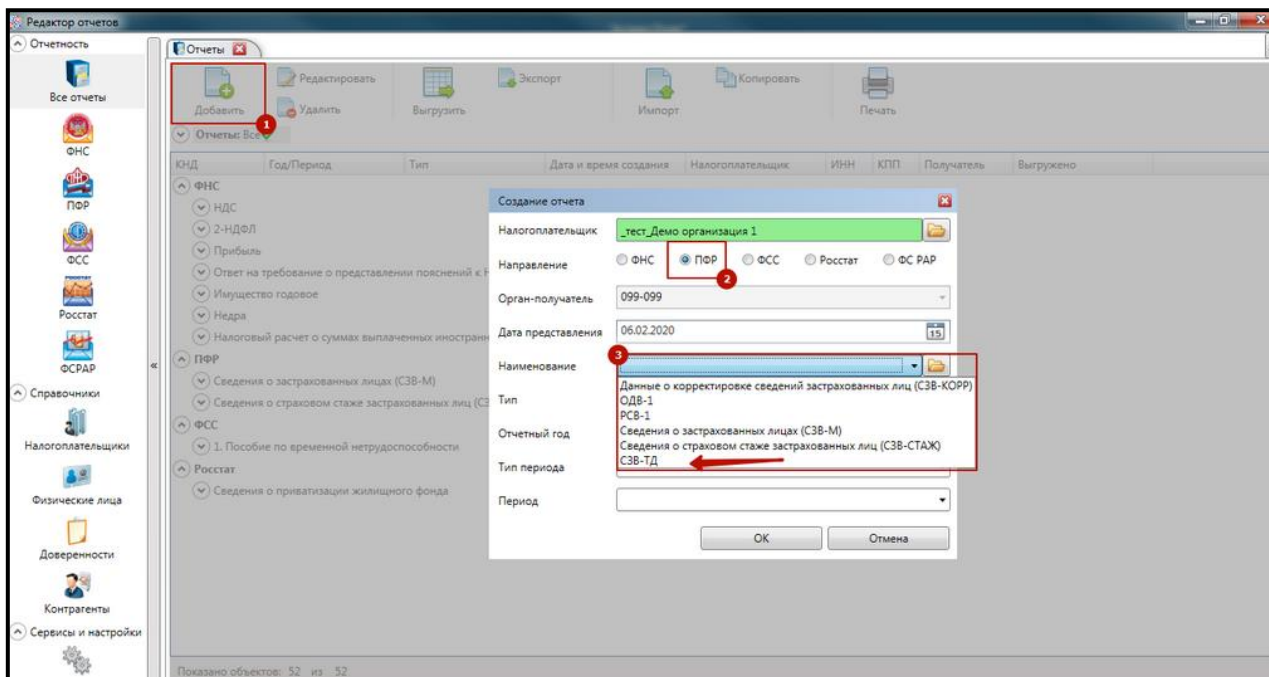 Редактор отчетов
Отчетность
Все отчеты
ФНС
ПФР
ФСС
Росстат
ФСРАР
Справочники
Налогоплательщики
Физические лица
Доверенности
Контрагенты
Сервисы и настройки
Отчеты
Добавить
Редактировать
Удалить
Выгрузить
Экспорт
Импорт
Копировать
Печать
1
Отчеты: Все
КНД Год/Период Тип Дата и время создания Налогоплательщик ИНН КПП Получатель Выгружено
ФНС
НДС
2-НДФЛ
Прибыль
Ответ на требование о представлении пояснений к Н
Имущество годовое
Недра
Налоговый расчет о суммах выплаченных иностранн
ПФР
Сведения о застрахованных лицах (СЗВ-М)
Сведения о страховом стаже застрахованных лиц (СЗ
ФСС
1. Пособие по временной нетрудоспособности
Росстат
Сведения о приватизации жилищного фонда
Создание отчета
Налогоплательщик _тест_Демо организация 1
Направление ФНС ПФР ФСС Росстат ФС РАР
2
Орган-получатель 099-099
Дата представления 06.02.2020 15
3
Наименование
Данные о корректировке сведений застрахованных лиц (СЗВ-КОРР)
Тип ОДВ-1
РСВ-1
Сведения о застрахованных лицах (СЗВ-М)
Отчетный год
Сведения о страховом стаже застрахованных лиц (СЗВ-СТАЖ)
СЗВ-ТД
Тип периода
Период
ОК Отмена
Показано объектов: 52 из 52